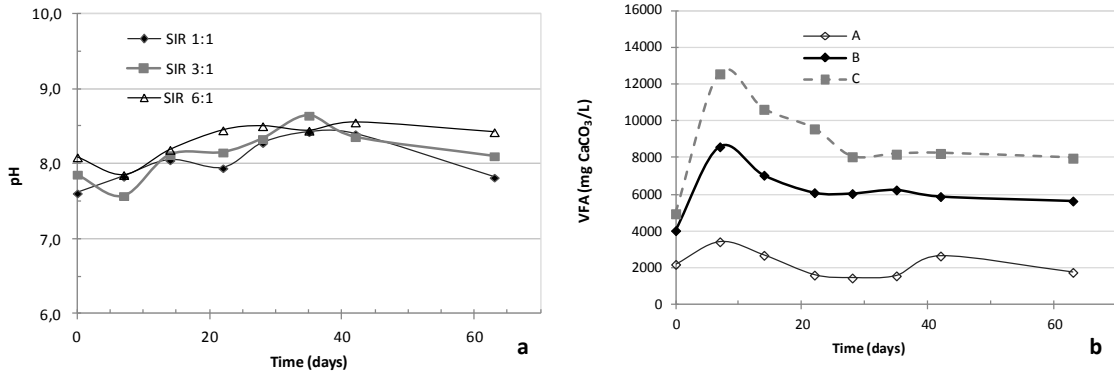 10,0
9,0
8,0
7,0
6,0
pH
SIR 1:1
SIR 3:1
SIR 6:1
0
20
40
60
Time (days)
a
16000
14000
12000
10000
8000
6000
4000
2000
0
VFA (mg CaCO₃/L)
A
B
C
0
20
40
60
Time (days)
b